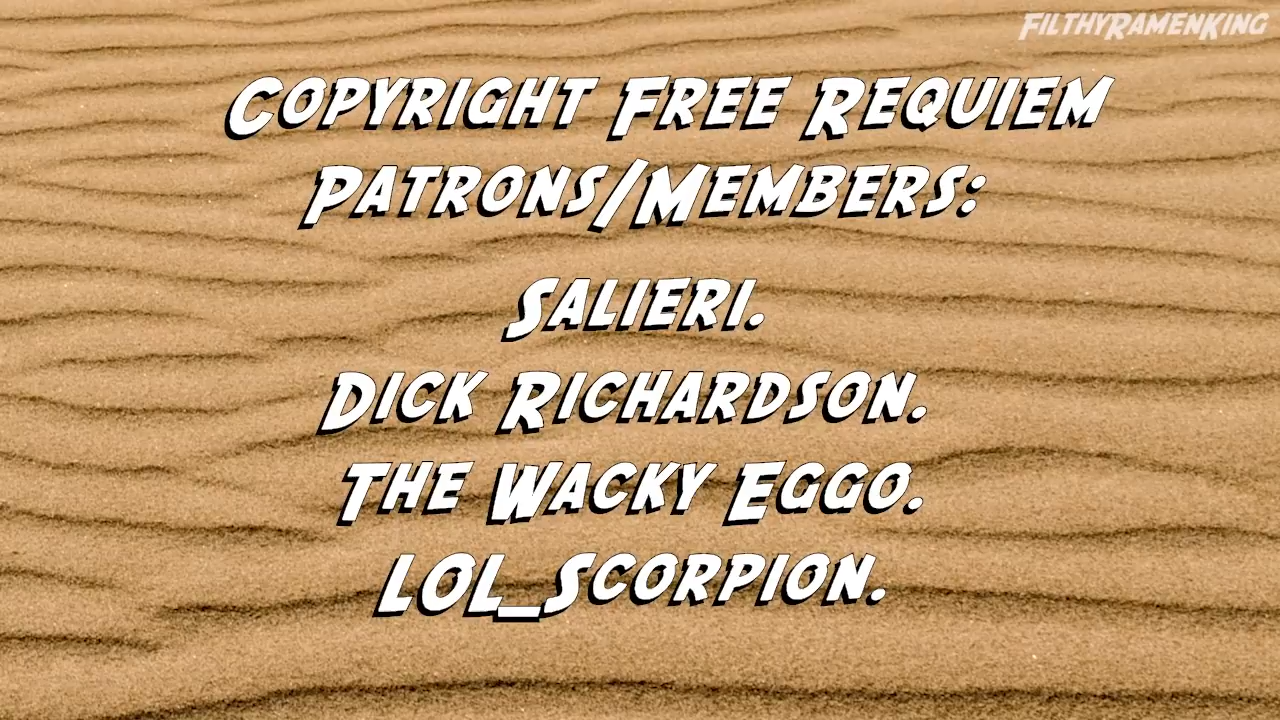 FilthyRamenKing
Copyright Free Requiem
Patrons/Members:
Salieri.
Dick Richardson.
The Wacky Eggo.
LOL_Scorpion.